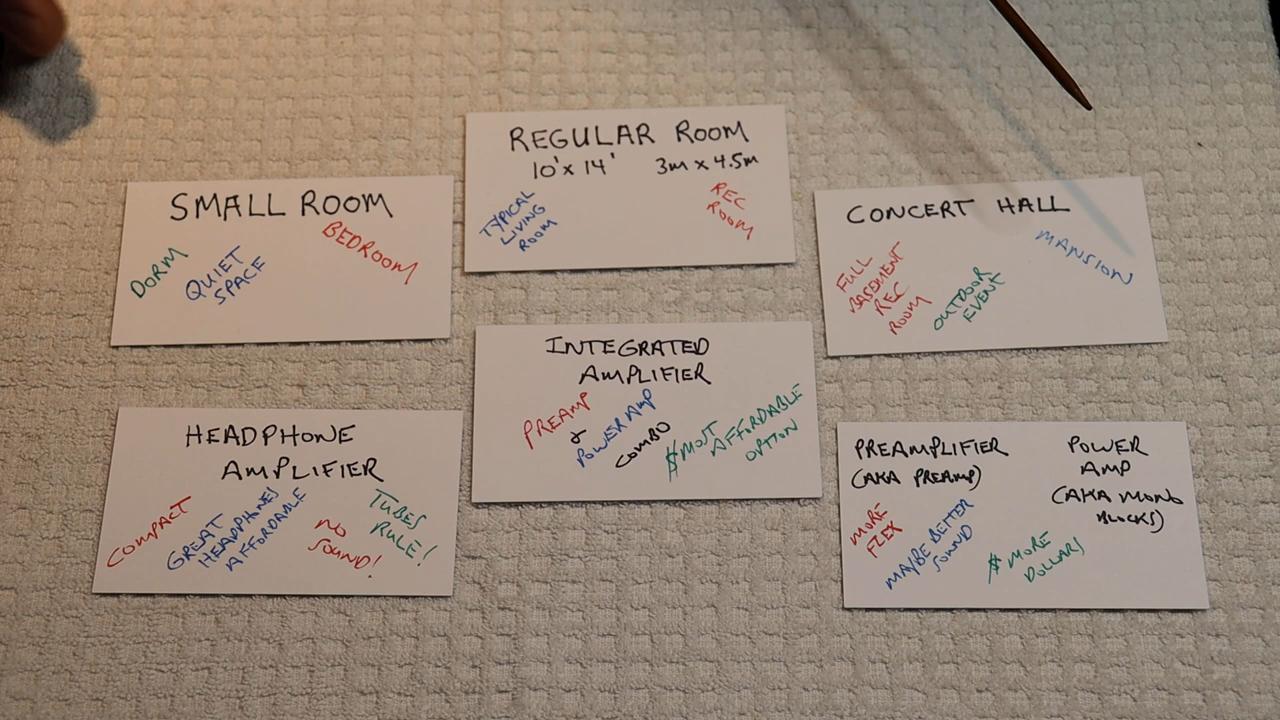 SMALL ROOM
DORM
QUIET
SPACE
BEDROOM
REGULAR ROOM
10'x 14' 3m x 4.5m
TYPICAL
LIVING
ROOM
REC
ROOM
CONCERT HALL
FULL
BASEMENT
REC
ROOM
OUTDOOR
EVENT
MANSION
HEADPHONE
AMPLIFIER
COMPACT
GREAT
HEADPHONES
AFFORDABLE
NO
SOUND!
TUBES
RULE!
INTEGRATED
AMPLIFIER
PREAMP
&
POWER AMP
COMBO
$ MOST
AFFORDABLE
OPTION
PREAMPLIFIER
(AKA PREAMP)
MORE
FLEX
MAYBE BETTER
SOUND
$ MORE
DOLLARS
POWER
AMP
(AKA MONO
BLOCKS)